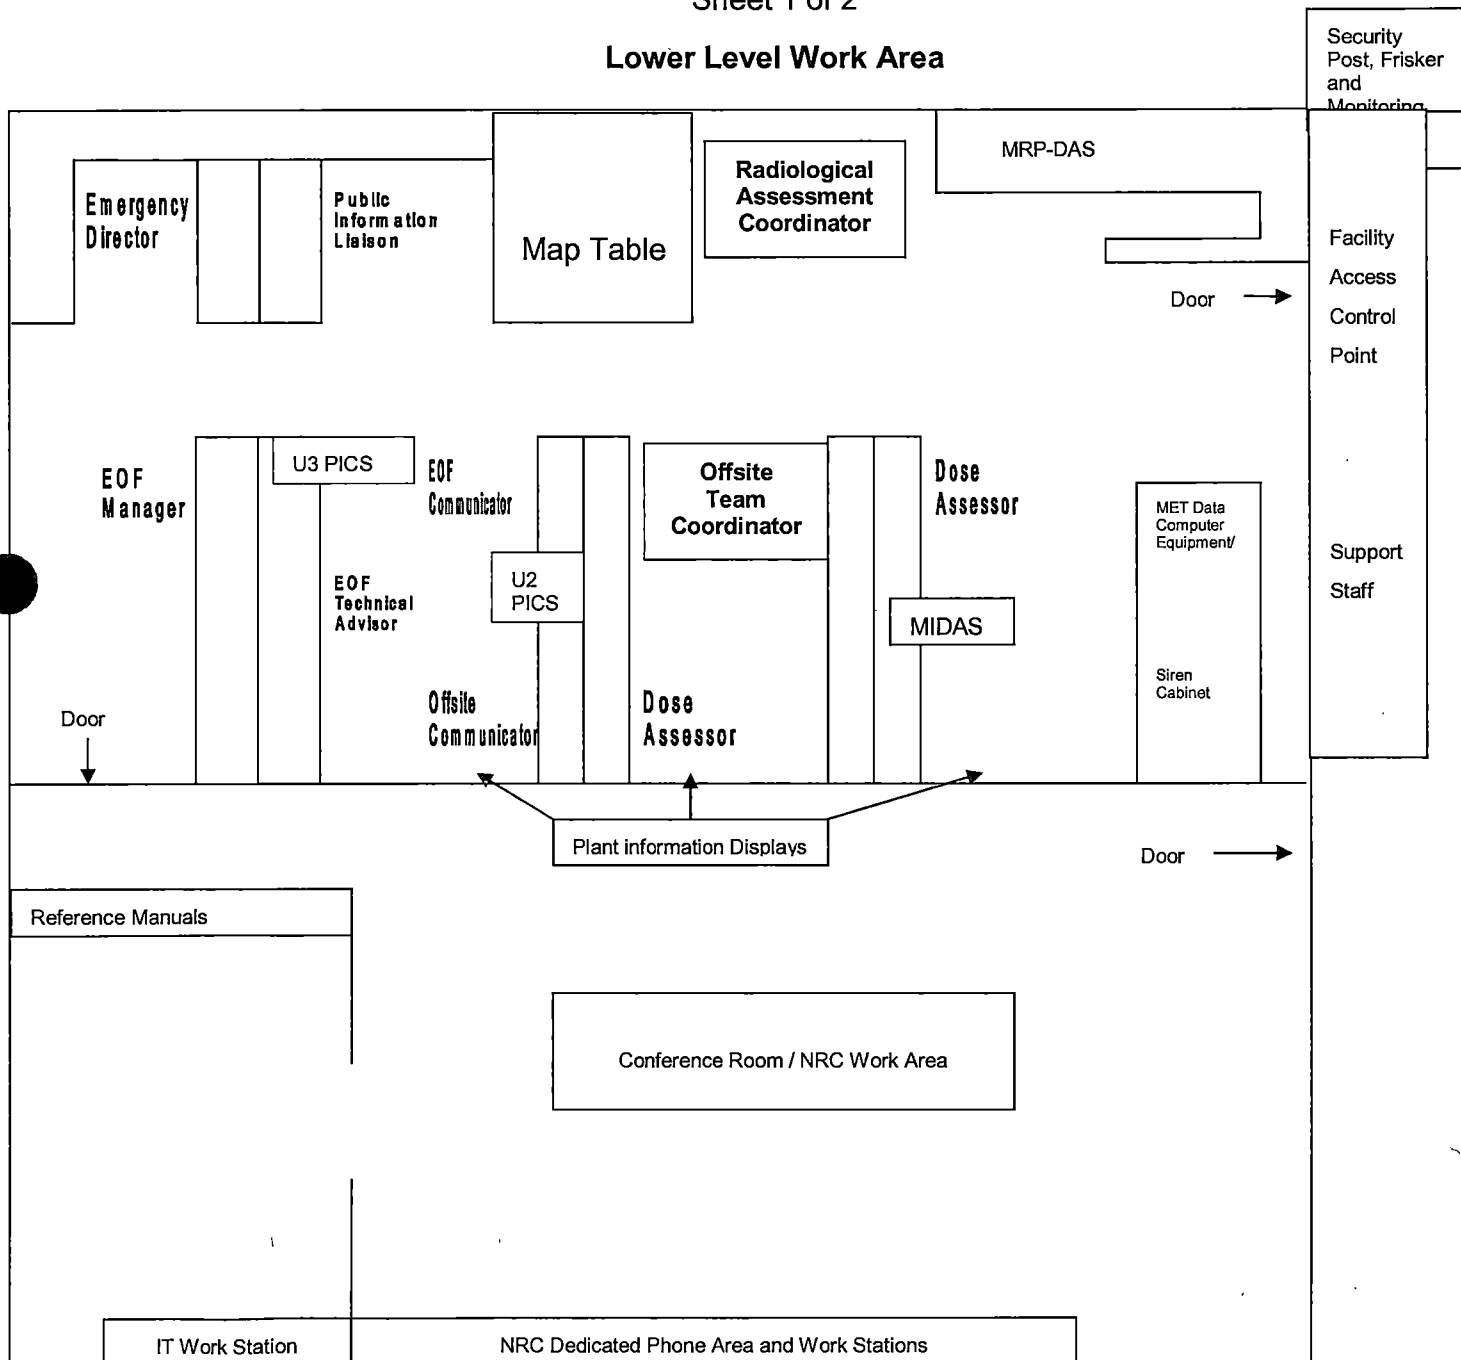 Sheet 1 of 2
Lower Level Work Area
Security
Post, Frisker
and
Monitoring
MRP-DAS
Radiological
Assessment
Coordinator
Emergency
Director
Public
Information
Liaison
Map Table
Facility
Access
Control
Point
Door
U3 PICS
EOF
Manager
EOF
Communicator
Offsite
Team
Coordinator
Dose
Assessor
MET Data
Computer
Equipment/
Support
Staff
EOF
Technical
Advisor
U2
PICS
MIDAS
Siren
Cabinet
Door
Offsite
Communicator
Dose
Assessor
Plant information Displays
Door
Reference Manuals
Conference Room / NRC Work Area
IT Work Station
NRC Dedicated Phone Area and Work Stations